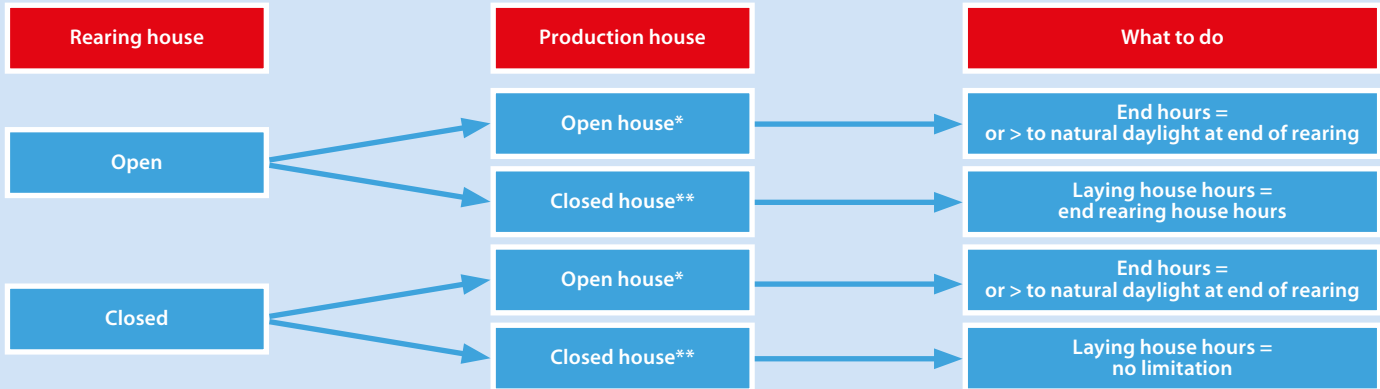 Rearing house
Production house
What to do
Open
Open house*
End hours =
or > to natural daylight at end of rearing
Closed house**
Laying house hours =
end rearing house hours
Closed
Open house*
End hours =
or > to natural daylight at end of rearing
Closed house**
Laying house hours =
no limitation